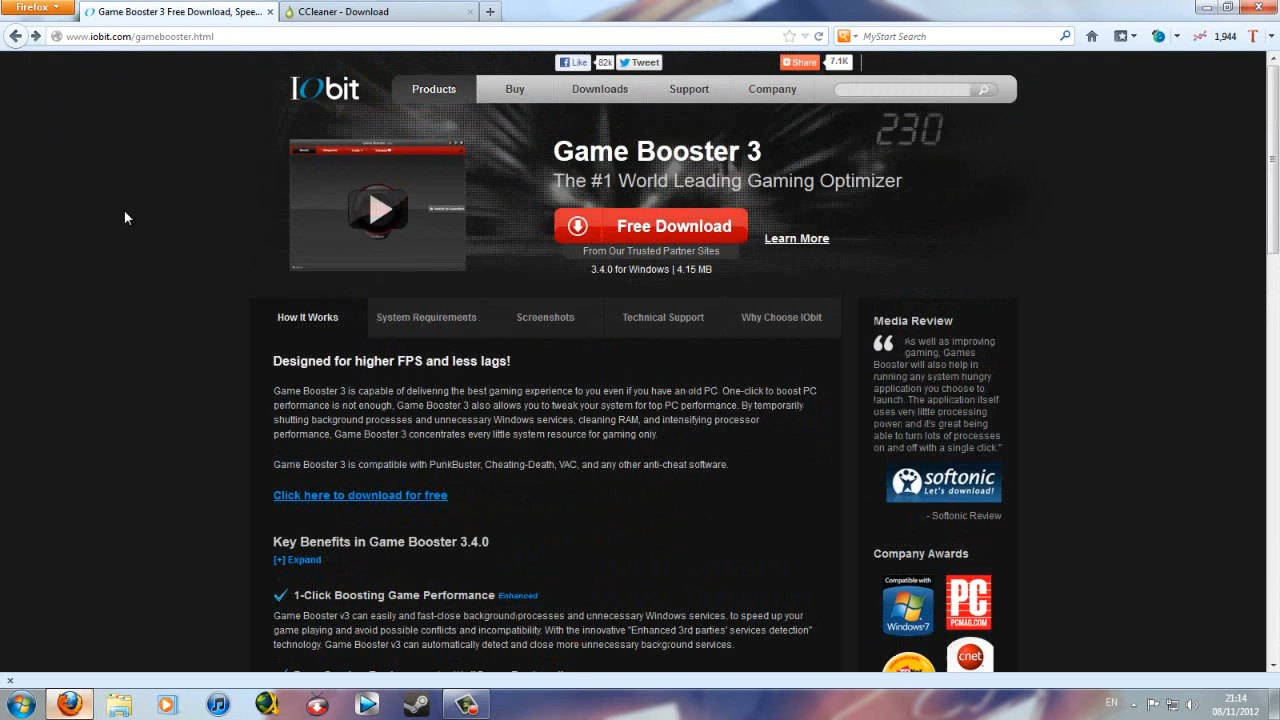 Firefox
Game Booster 3 Free Download, Spee...
CCleaner - Download
www.iobit.com/gamebooster.html
MyStart Search
1,944
Like
82k
Tweet
Share
7.1K
IObit
Products
Buy
Downloads
Support
Company
230
Game Booster 3
The #1 World Leading Gaming Optimizer
Free Download
Learn More
From Our Trusted Partner Sites
3.4.0 for Windows | 4.15 MB
How It Works
System Requirements
Screenshots
Technical Support
Why Choose IObit
Designed for higher FPS and less lags!
Game Booster 3 is capable of delivering the best gaming experience to you even if you have an old PC. One-click to boost PC
performance is not enough, Game Booster 3 also allows you to tweak your system for top PC performance. By temporarily
shutting background processes and unnecessary Windows services, cleaning RAM, and intensifying processor
performance, Game Booster 3 concentrates every little system resource for gaming only.
Game Booster 3 is compatible with PunkBuster, Cheating-Death, VAC, and any other anti-cheat software.
Click here to download for free
Key Benefits in Game Booster 3.4.0
[+] Expand
1-Click Boosting Game Performance Enhanced
Game Booster v3 can easily and fast-close background processes and unnecessary Windows services, to speed up your
game playing and avoid possible conflicts and incompatibility. With the innovative "Enhanced 3rd parties' services detection"
technology. Game Booster v3 can automatically detect and close more unnecessary background services.
Media Review
As well as improving
gaming, Games
Booster will also help in
running any system hungry
application you choose to
launch. The application itself
uses very little processing
power, and it's great being
able to turn lots of processes
on and off with a single click."
softonic
Let's download!
- Softonic Review
Company Awards
Compatible with
Windows 7
PC
PCMAG.COM
cnet
EN
21:14
08/11/2012